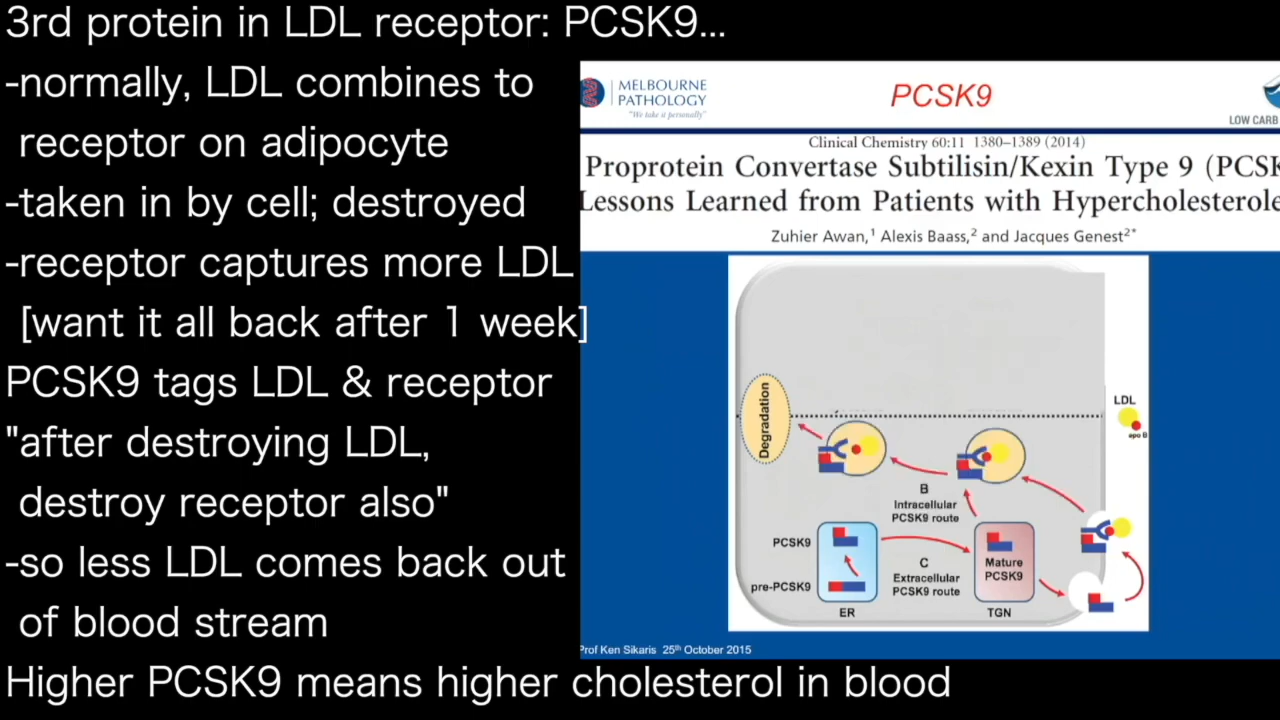 3rd protein in LDL receptor: PCSK9...
-normally, LDL combines to
receptor on adipocyte
-taken in by cell; destroyed
-receptor captures more LDL
[want it all back after 1 week]
PCSK9 tags LDL & receptor
"after destroying LDL,
destroy receptor also"
-so less LDL comes back out
of blood stream
Higher PCSK9 means higher cholesterol in blood
MELBOURNE
PATHOLOGY
"We take it personally"
PCSK9
LOW CARB
Clinical Chemistry 60:11 1380–1389 (2014)
Proprotein Convertase Subtilisin/Kexin Type 9 (PCSK
Lessons Learned from Patients with Hypercholesterole
Zuhier Awan,1 Alexis Baass,2 and Jacques Genest2*
Degradation
LDL
apo B
B
Intracellular
PCSK9 route
PCSK9
pre-PCSK9
C
Extracellular
PCSK9 route
Mature
PCSK9
ER
TGN
Prof Ken Sikaris 25th October 2015